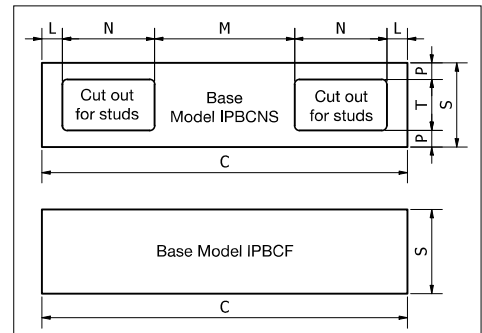 L N M N L
Cut out for studs
Base Model IPBCNS
Cut out for studs
P T P S
C
Base Model IPBCF
S
C